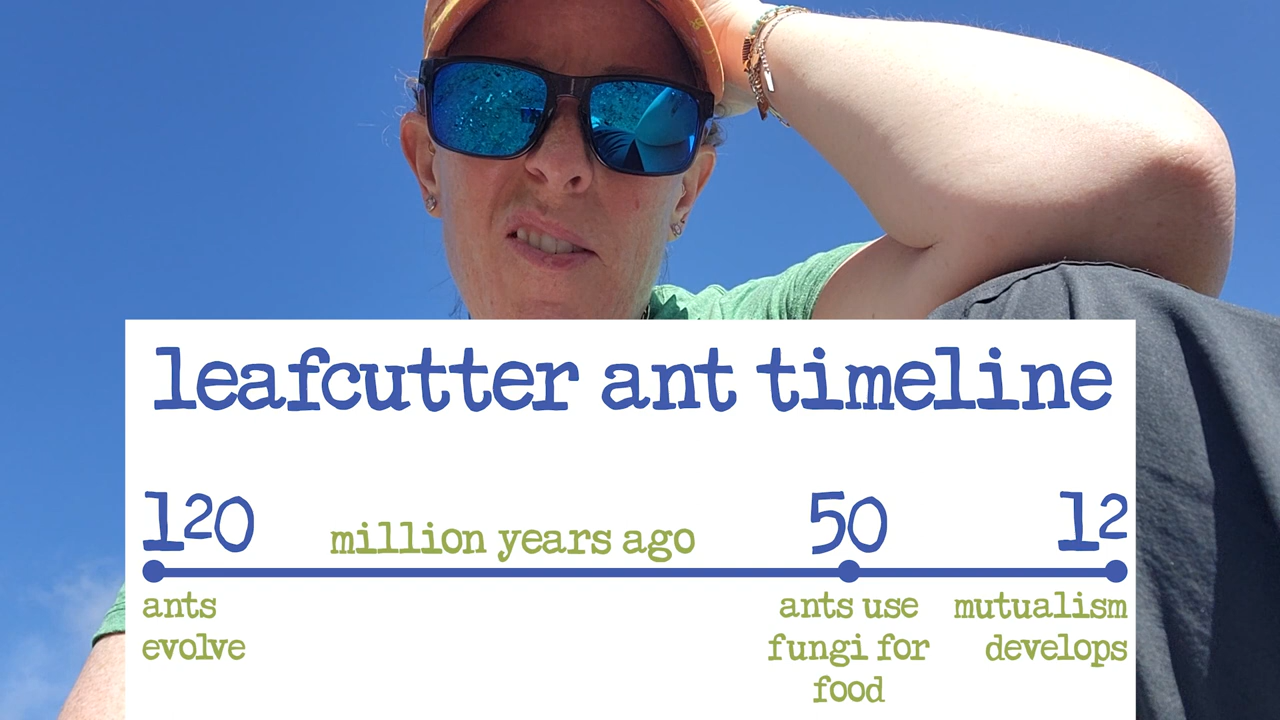 leafcutter ant timeline
120 million years ago 50 12
ants
evolve
ants use
fungi for
food
mutualism
develops